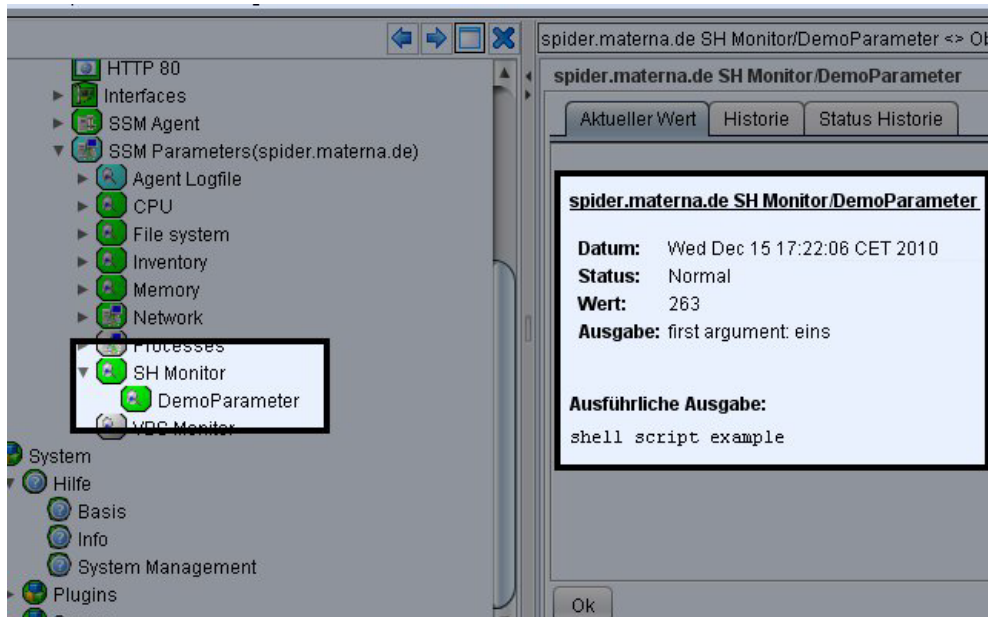 spider.materna.de SH Monitor/DemoParameter <>
HTTP 80
Interfaces
SSM Agent
SSM Parameters(spider.materna.de)
Agent Logfile
CPU
File system
Inventory
Memory
Network
Processes
SH Monitor
DemoParameter
VBS Monitor
System
Hilfe
Basis
Info
System Management
Plugins
spider.materna.de SH Monitor/DemoParameter
Aktueller Wert
Historie
Status Historie
spider.materna.de SH Monitor/DemoParameter
Datum: Wed Dec 15 17:22:06 CET 2010
Status: Normal
Wert: 263
Ausgabe: first argument: eins
Ausführliche Ausgabe:
shell script example
Ok